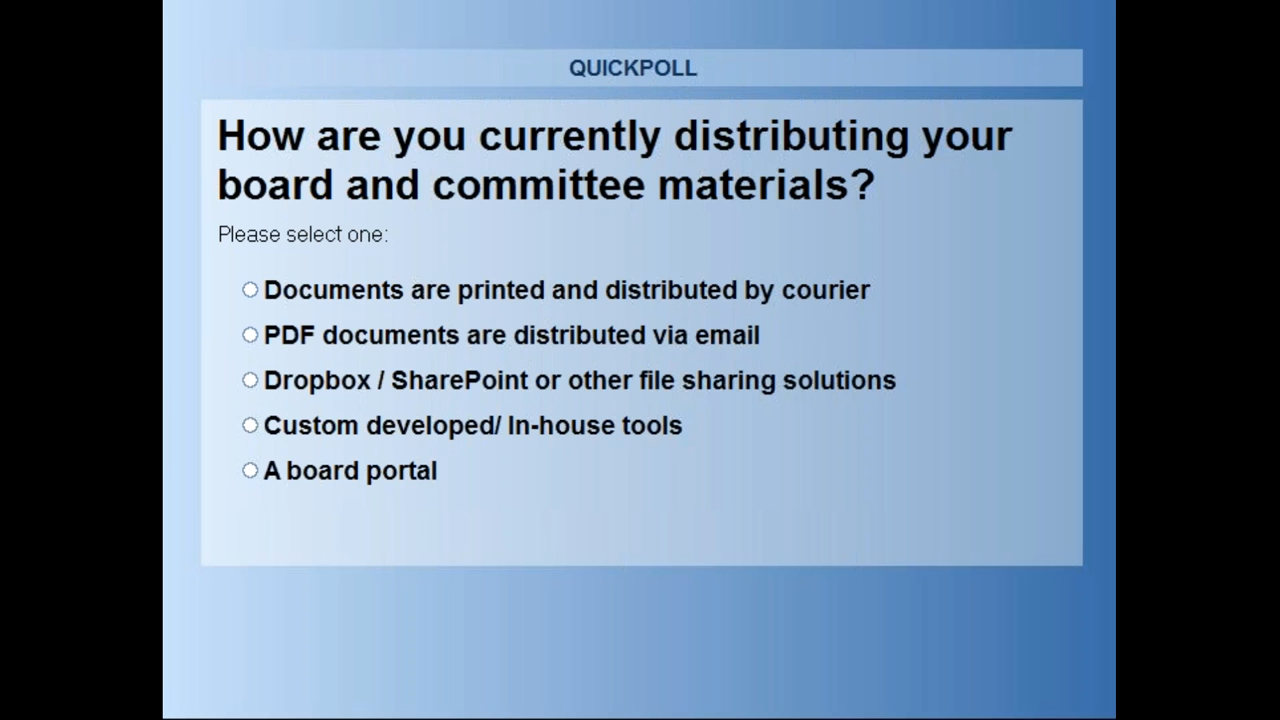 QUICKPOLL
How are you currently distributing your
board and committee materials?
Please select one:
Documents are printed and distributed by courier
PDF documents are distributed via email
Dropbox / SharePoint or other file sharing solutions
Custom developed/ In-house tools
A board portal